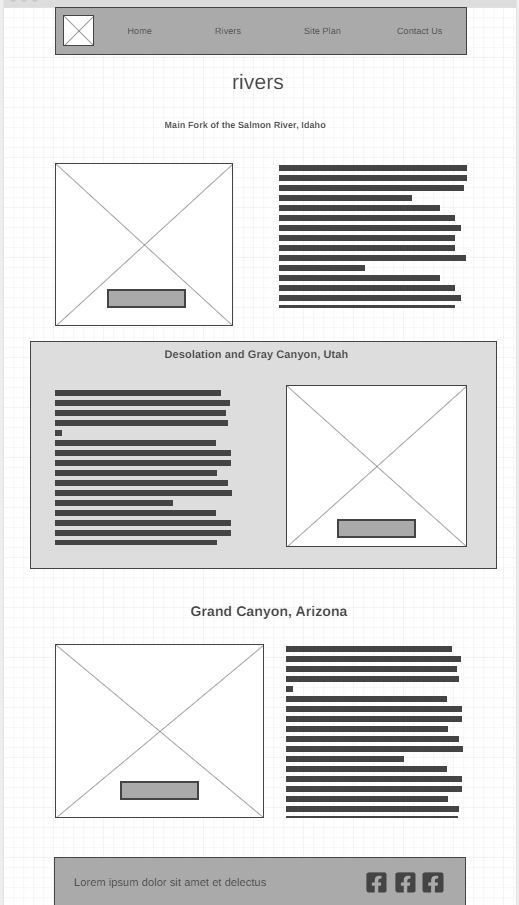 Home Rivers Site Plan Contact Us
rivers
Main Fork of the Salmon River, Idaho
Desolation and Gray Canyon, Utah
Grand Canyon, Arizona
Lorem ipsum dolor sit amet et delectus